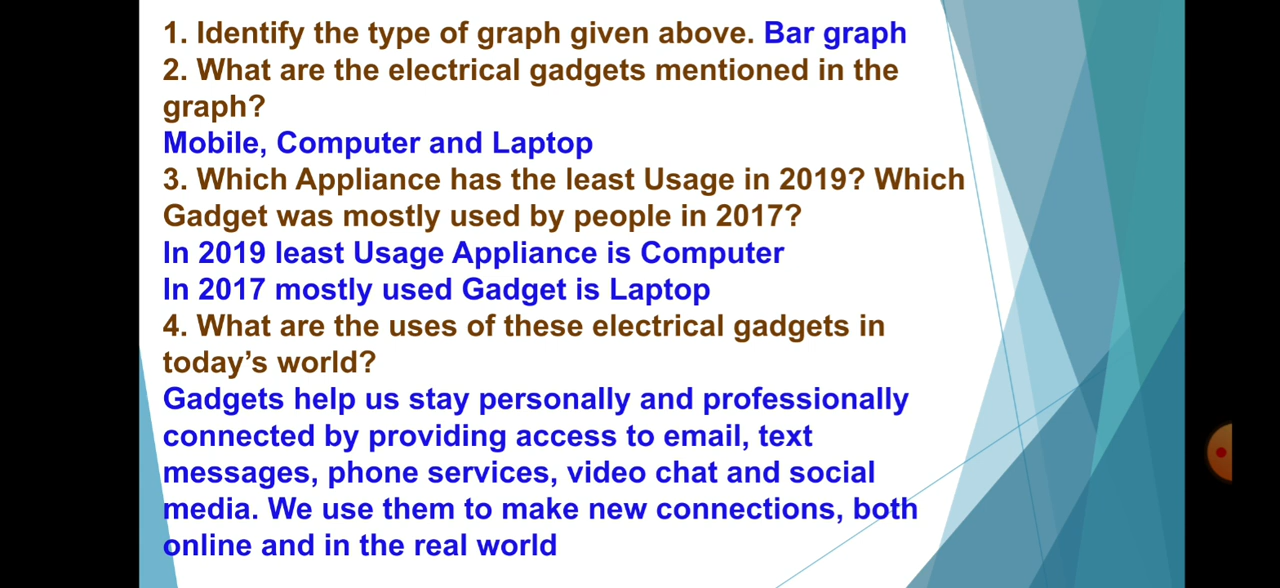 1. Identify the type of graph given above. Bar graph
2. What are the electrical gadgets mentioned in the
graph?
Mobile, Computer and Laptop
3. Which Appliance has the least Usage in 2019? Which
Gadget was mostly used by people in 2017?
In 2019 least Usage Appliance is Computer
In 2017 mostly used Gadget is Laptop
4. What are the uses of these electrical gadgets in
today’s world?
Gadgets help us stay personally and professionally
connected by providing access to email, text
messages, phone services, video chat and social
media. We use them to make new connections, both
online and in the real world